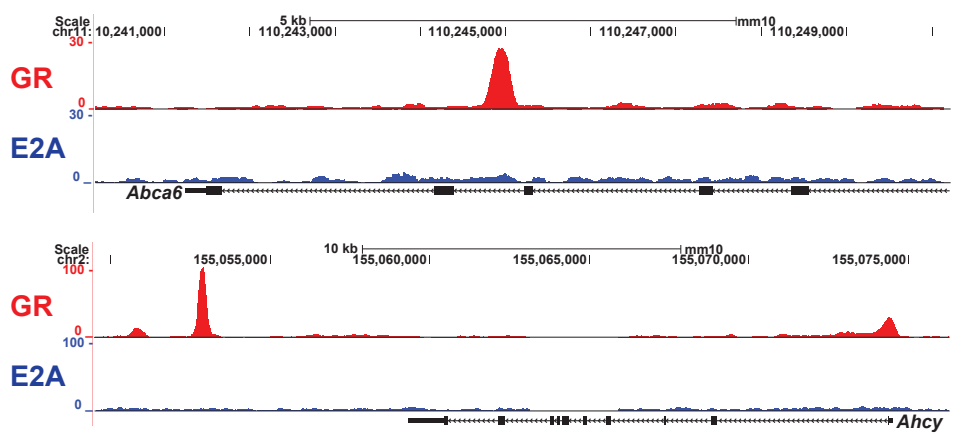 Scale 5 kb mm10
chr11: 110,241,000 110,243,000 110,245,000 110,247,000 110,249,000
30 -
GR
0 _
30 -
E2A
0 _
Abca6
Scale 10 kb mm10
chr2: 155,055,000 155,060,000 155,065,000 155,070,000 155,075,000
100 -
GR
0 _
100 -
E2A
0 _
Ahcy